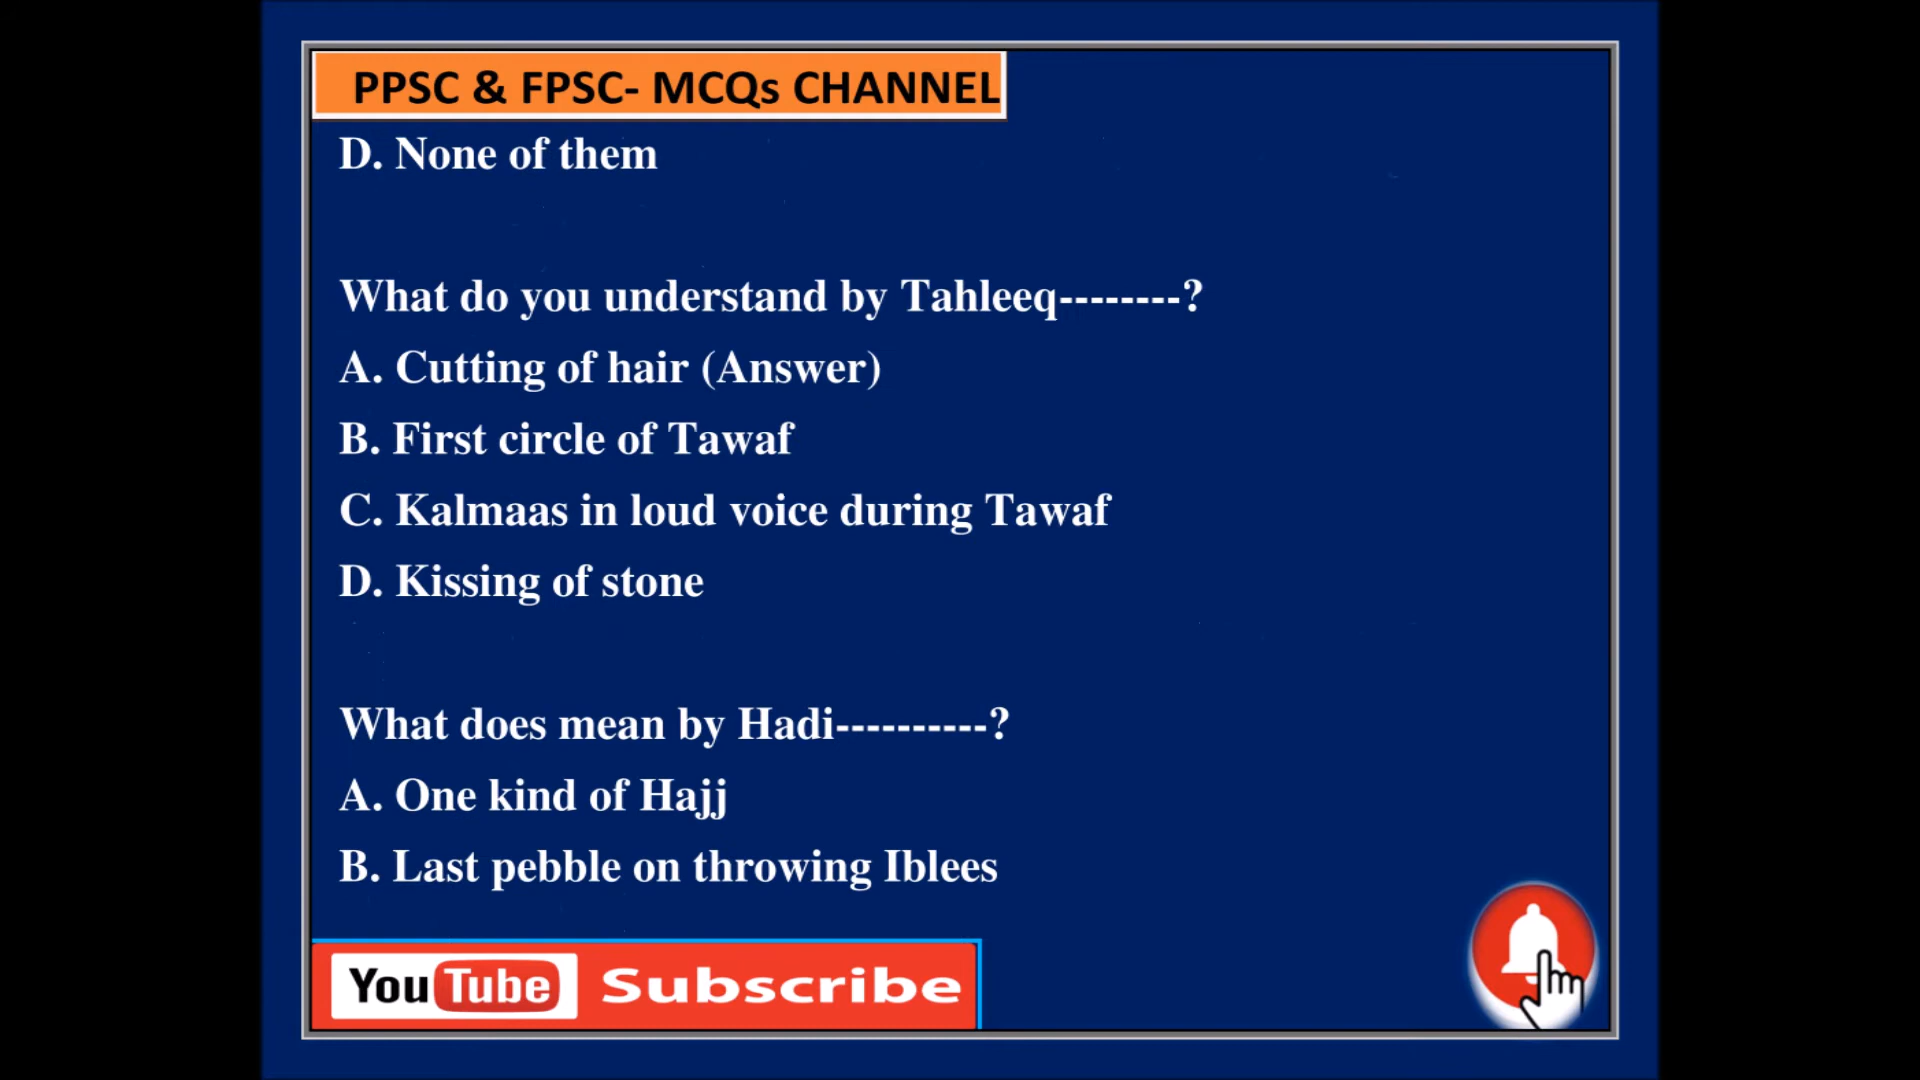 PPSC & FPSC- MCQs CHANNEL
D. None of them
What do you understand by Tahleeq--------?
A. Cutting of hair (Answer)
B. First circle of Tawaf
C. Kalmaas in loud voice during Tawaf
D. Kissing of stone
What does mean by Hadi----------?
A. One kind of Hajj
B. Last pebble on throwing Iblees
YouTube Subscribe